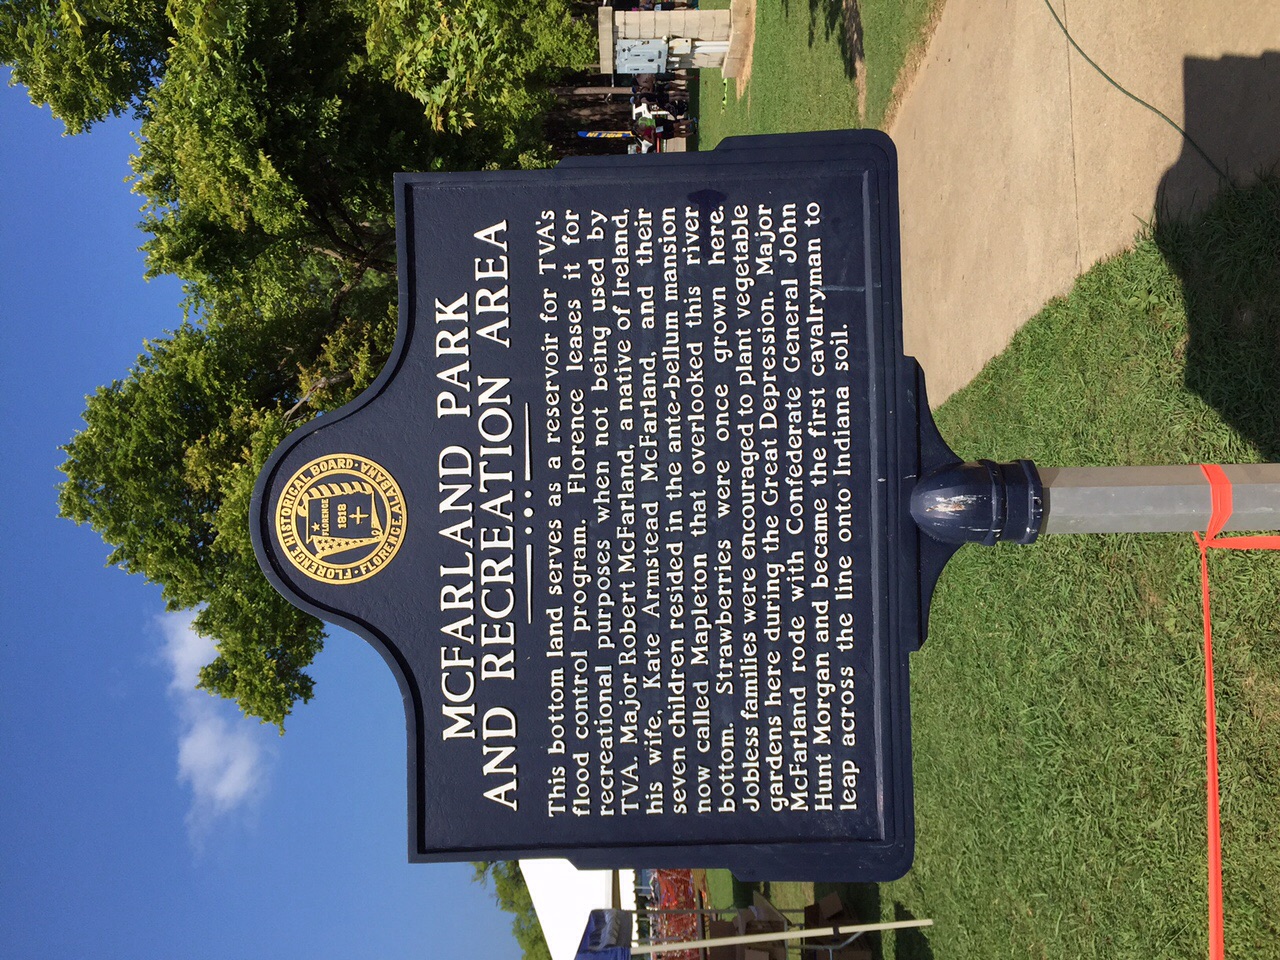 FLORENCE HISTORICAL BOARD
FLORENCE, ALABAMA
FLORENCE
1818
MCFARLAND PARK
AND RECREATION AREA
This bottom land serves as a reservoir for TVA's
flood control program. Florence leases it for
recreational purposes when not being used by
TVA. Major Robert McFarland, a native of Ireland,
his wife, Kate Armstead McFarland, and their
seven children resided in the ante-bellum mansion
now called Mapleton that overlooked this river
bottom. Strawberries were once grown here.
Jobless families were encouraged to plant vegetable
gardens here during the Great Depression. Major
McFarland rode with Confederate General John
Hunt Morgan and became the first cavalryman to
leap across the line onto Indiana soil.